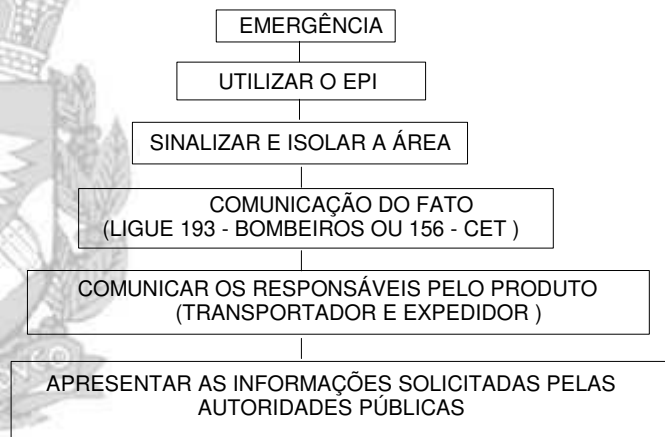 EMERGÊNCIA
UTILIZAR O EPI
SINALIZAR E ISOLAR A ÁREA
COMUNICAÇÃO DO FATO
(LIGUE 193 - BOMBEIROS OU 156 - CET )
COMUNICAR OS RESPONSÁVEIS PELO PRODUTO
(TRANSPORTADOR E EXPEDIDOR )
APRESENTAR AS INFORMAÇÕES SOLICITADAS PELAS
AUTORIDADES PÚBLICAS